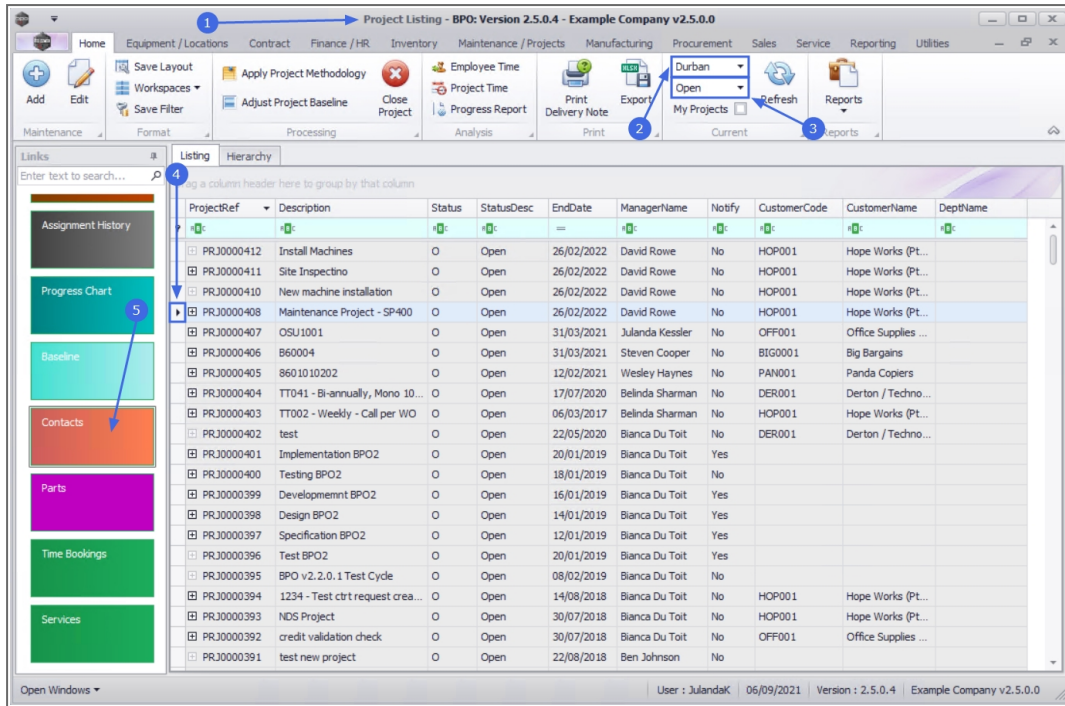 1
Project Listing - BPO: Version 2.5.0.4 - Example Company v2.5.0.0
Home Equipment / Locations Contract Finance / HR Inventory Maintenance / Projects Manufacturing Procurement Sales Service Reporting Utilities
Add
Edit
Save Layout
Workspaces
Save Filter
Apply Project Methodology
Adjust Project Baseline
Close
Project
Employee Time
Project Time
Progress Report
Print
Delivery Note
Export
Durban
Open
My Projects
Refresh
Reports
2
3
Maintenance Format Processing Analysis Print Current Reports
Links
Enter text to search...
Assignment History
Progress Chart
5
Baseline
Contacts
Parts
Time Bookings
Services
Listing Hierarchy
4
Drag a column header here to group by that column
ProjectRef Description Status StatusDesc EndDate ManagerName Notify CustomerCode CustomerName DeptName
PRJ0000412 Install Machines O Open 26/02/2022 David Rowe No HOP001 Hope Works (Pt...
PRJ0000411 Site Inspectino O Open 26/02/2022 David Rowe No HOP001 Hope Works (Pt...
PRJ0000410 New machine installation O Open 26/02/2022 David Rowe No HOP001 Hope Works (Pt...
PRJ0000408 Maintenance Project - SP400 O Open 26/02/2022 David Rowe No HOP001 Hope Works (Pt...
PRJ0000407 OSU1001 O Open 31/03/2021 Julanda Kessler No OFF001 Office Supplies ...
PRJ0000406 B60004 O Open 31/03/2021 Steven Cooper No BIG0001 Big Bargains
PRJ0000405 8601010202 O Open 12/02/2021 Wesley Haynes No PAN001 Panda Copiers
PRJ0000404 TT041 - Bi-annually, Mono 10... O Open 17/07/2020 Belinda Sharman No DER001 Derton / Techno...
PRJ0000403 TT002 - Weekly - Call per WO O Open 06/03/2017 Belinda Sharman No HOP001 Hope Works (Pt...
PRJ0000402 test O Open 22/05/2020 Bianca Du Toit No DER001 Derton / Techno...
PRJ0000401 Implementation BPO2 O Open 20/01/2019 Bianca Du Toit Yes
PRJ0000400 Testing BPO2 O Open 18/01/2019 Bianca Du Toit No
PRJ0000399 Developmemnt BPO2 O Open 16/01/2019 Bianca Du Toit Yes
PRJ0000398 Design BPO2 O Open 14/01/2019 Bianca Du Toit Yes
PRJ0000397 Specification BPO2 O Open 12/01/2019 Bianca Du Toit Yes
PRJ0000396 Test BPO2 O Open 20/01/2019 Bianca Du Toit Yes
PRJ0000395 BPO v2.2.0.1 Test Cycle O Open 08/02/2019 Bianca Du Toit No
PRJ0000394 1234 - Test ctrt request crea... O Open 14/08/2018 Bianca Du Toit No HOP001 Hope Works (Pt...
PRJ0000393 NDS Project O Open 30/07/2018 Bianca Du Toit No HOP001 Hope Works (Pt...
PRJ0000392 credit validation check O Open 30/07/2018 Bianca Du Toit No OFF001 Office Supplies ...
PRJ0000391 test new project O Open 22/08/2018 Ben Johnson No
Open Windows User : JulandaK 06/09/2021 Version : 2.5.0.4 Example Company v2.5.0.0